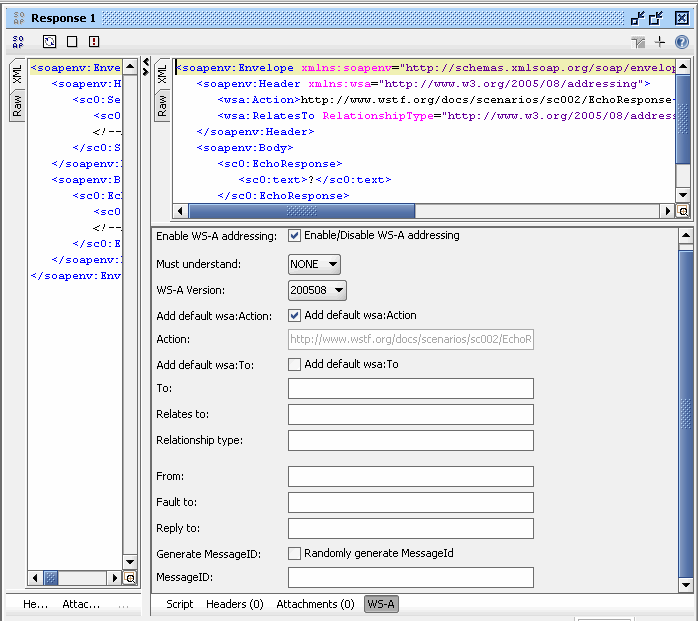 SO AP Response 1
SO AP
XML
Raw
<soapenv:Enve
<soapenv:H
<sc0:Se
<sc0
<!--
</sc0:S
</soapenv:
<soapenv:B
<sc0:Ec
<sc0
<!--
</sc0:E
</soapenv:
</soapenv:Env
XML
Raw
<soapenv:Envelope xmlns:soapenv="http://schemas.xmlsoap.org/soap/envelop
<soapenv:Header xmlns:wsa="http://www.w3.org/2005/08/addressing">
<wsa:Action>http://www.wstf.org/docs/scenarios/sc002/EchoResponse
<wsa:RelatesTo RelationshipType="http://www.w3.org/2005/08/address
</soapenv:Header>
<soapenv:Body>
<sc0:EchoResponse>
<sc0:text>?</sc0:text>
</sc0:EchoResponse>
Enable WS-A addressing: Enable/Disable WS-A addressing
Must understand: NONE
WS-A Version: 200508
Add default wsa:Action: Add default wsa:Action
Action: http://www.wstf.org/docs/scenarios/sc002/EchoR
Add default wsa:To: Add default wsa:To
To:
Relates to:
Relationship type:
From:
Fault to:
Reply to:
Generate MessageID: Randomly generate MessageId
MessageID:
He... Attac... ...
Script Headers (0) Attachments (0) WS-A